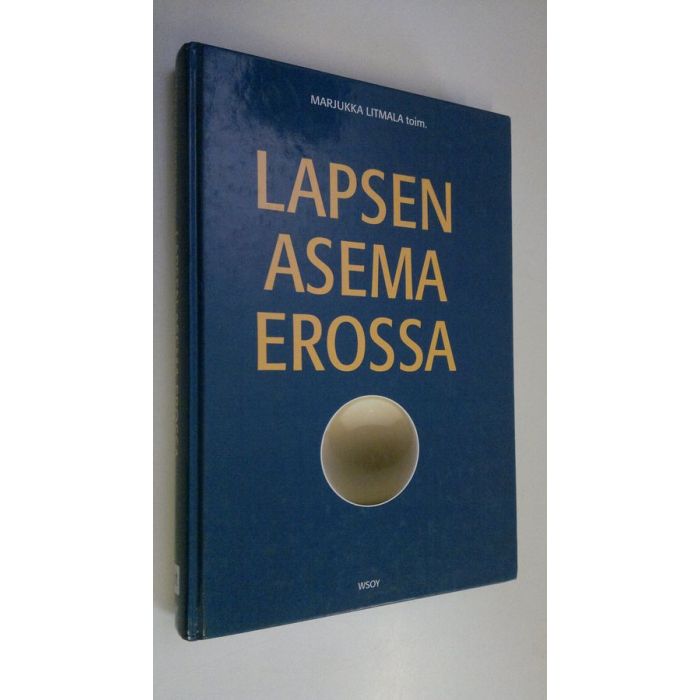 MARJUKKA LITMALA toim.
LAPSEN
ASEMA
EROSSA
WSOY